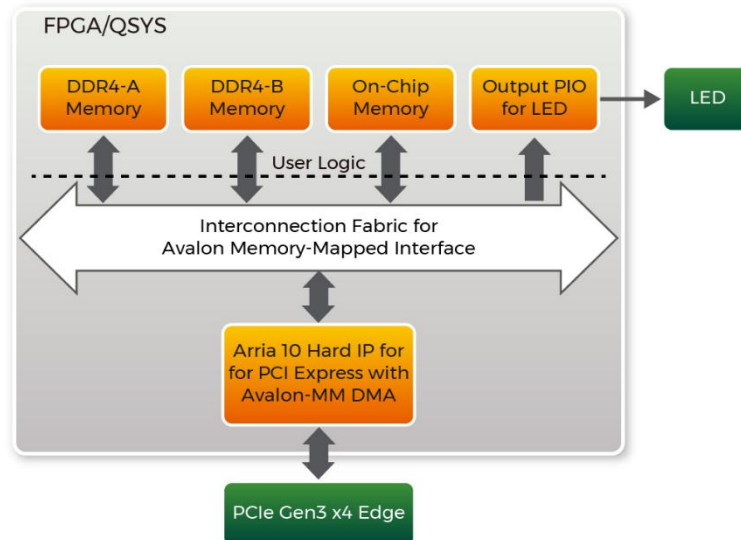 FPGA/QSYS
DDR4-A
Memory
DDR4-B
Memory
On-Chip
Memory
Output PIO
for LED
LED
User Logic
Interconnection Fabric for
Avalon Memory-Mapped Interface
Arria 10 Hard IP for
for PCI Express with
Avalon-MM DMA
PCIe Gen3 x4 Edge